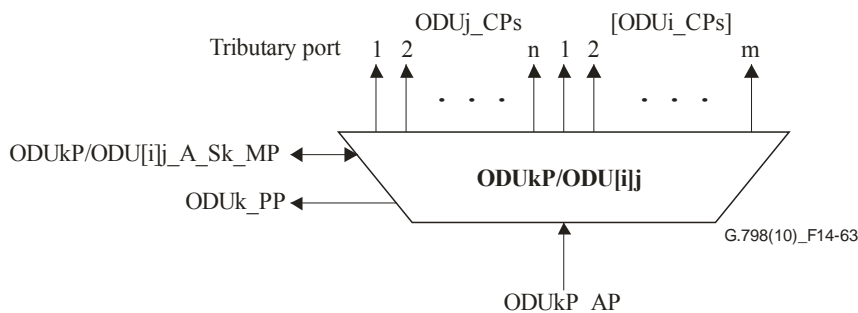 ODUj_CPs [ODUi_CPs]
Tributary port 1 2 n 1 2 m
. . . . . .
ODUkP/ODU[i]j_A_Sk_MP
ODUkP/ODU[i]j
ODUk_PP
G.798(10)_F14-63
ODUkP_AP